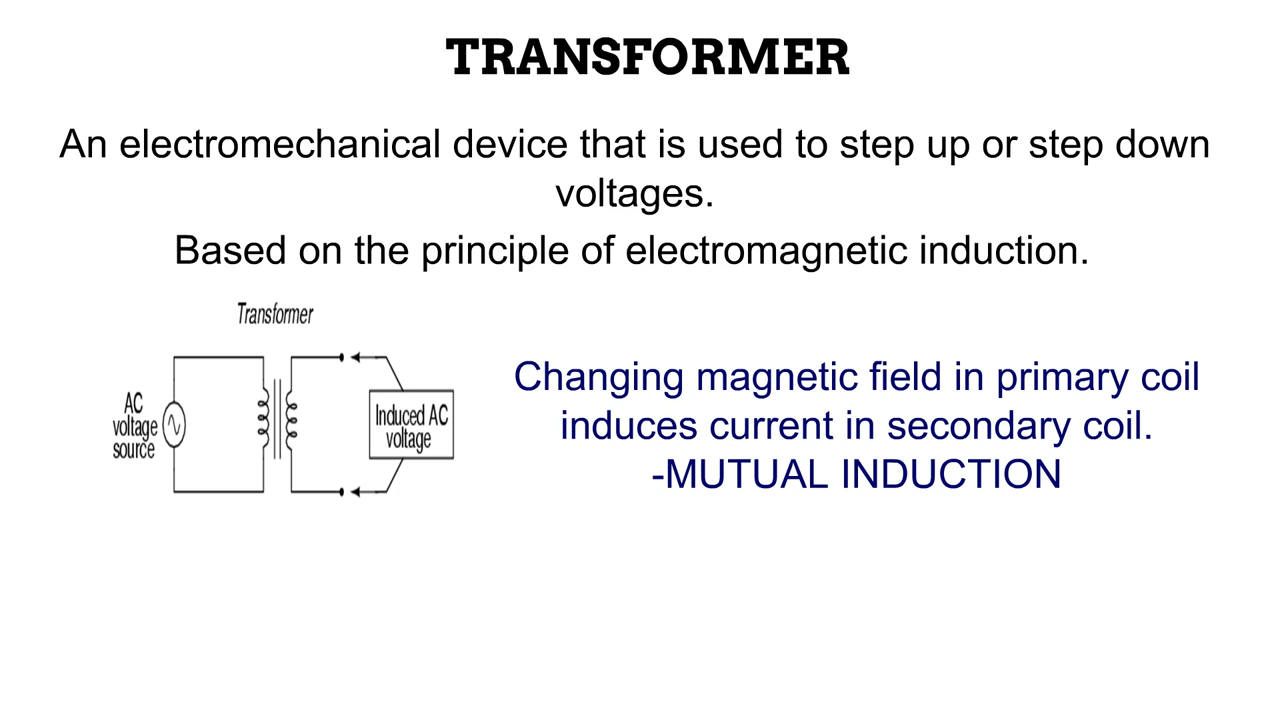 TRANSFORMER
An electromechanical device that is used to step up or step down
voltages.
Based on the principle of electromagnetic induction.
Transformer
AC
voltage
source
Induced AC
voltage
Changing magnetic field in primary coil
induces current in secondary coil.
-MUTUAL INDUCTION